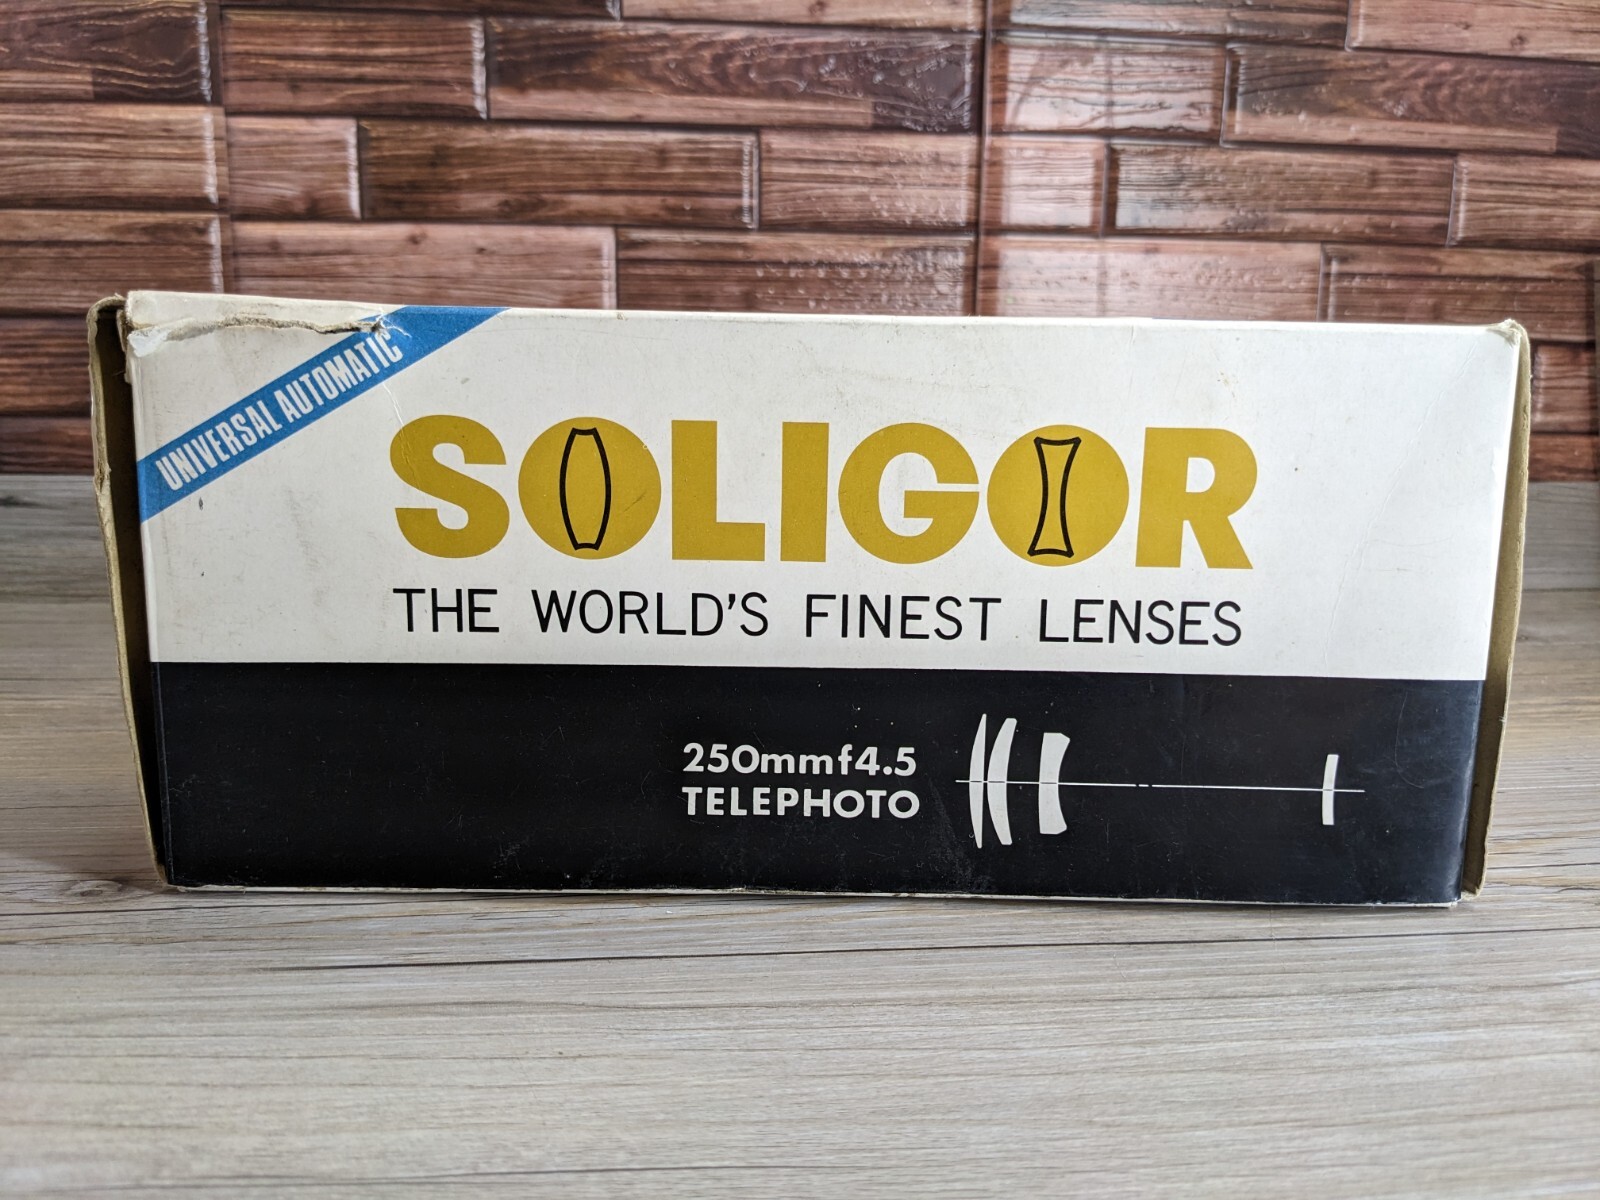 UNIVERSAL AUTOMATIC
SOLIGOR
THE WORLD'S FINEST LENSES
250mmf4.5
TELEPHOTO